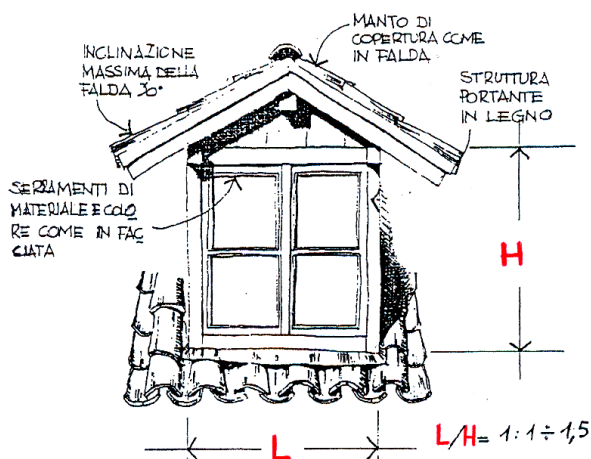 INCLINAZIONE
MASSIMA DELLA
FALDA 30°
MANTO DI
COPERTURA COME
IN FALDA
STRUTTURA
PORTANTE
IN LEGNO
SERRAMENTI DI
MATERIALE E COLO
RE COME IN FAC
CIATA
H
L
L/H= 1:1÷1,5